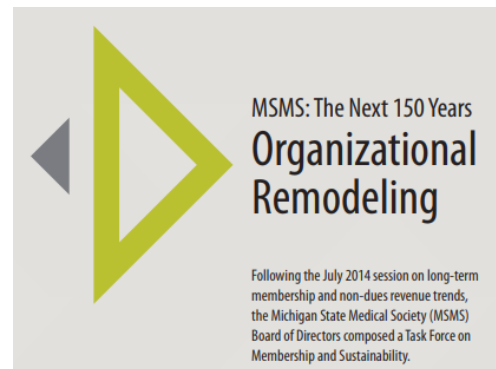 MSMS: The Next 150 Years
Organizational
Remodeling
Following the July 2014 session on long-term
membership and non-dues revenue trends,
the Michigan State Medical Society (MSMS)
Board of Directors composed a Task Force on
Membership and Sustainability.